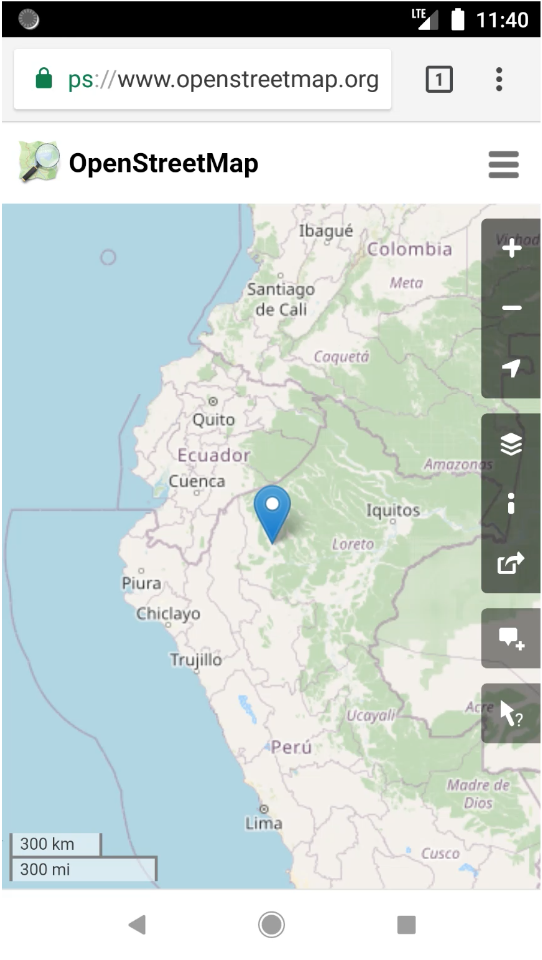 LTE 11:40
ps://www.openstreetmap.org 1
OpenStreetMap
Ibagué
Colombia
Vichad
Meta
Santiago
de Cali
Caquetá
Quito
Ecuador
Amazonas
Cuenca
Iquitos
Loreto
Piura
Chiclayo
Trujillo
Acre
Ucayali
?
Perú
Madre de
Dios
Lima
300 km
Cusco
300 mi